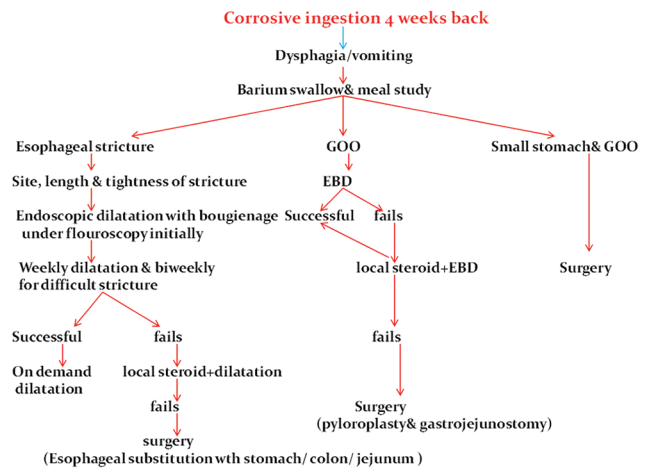 Corrosive ingestion 4 weeks back
Dysphagia/vomiting
Barium swallow& meal study
Esophageal stricture
GOO
Small stomach& GOO
Site, length & tightness of stricture
EBD
Endoscopic dilatation with bougienage
under flouroscopy initially
Successful
fails
Weekly dilatation & biweekly
for difficult stricture
local steroid+EBD
Surgery
Successful
fails
fails
On demand
dilatation
local steroid+dilatation
fails
Surgery
(pyloroplasty& gastrojejunostomy)
surgery
(Esophageal substitution wth stomach/ colon/ jejunum )